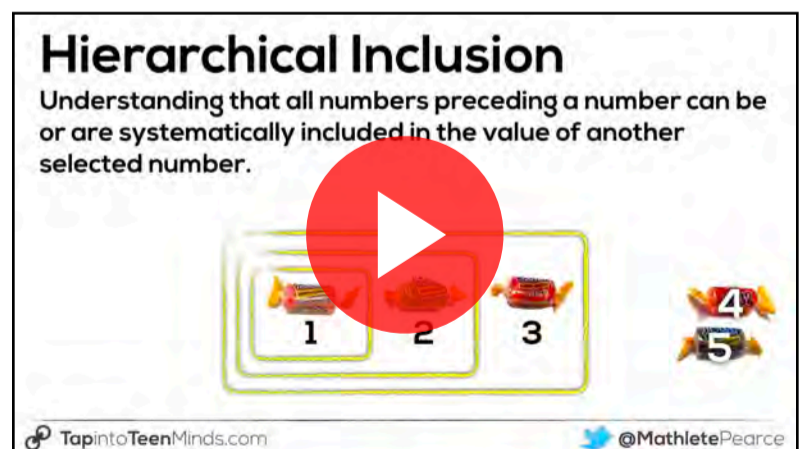 Hierarchical Inclusion
Understanding that all numbers preceding a number can be
or are systematically included in the value of another
selected number.
1 2 3
4
5
TapintoTeenMinds.com @MathletePearce